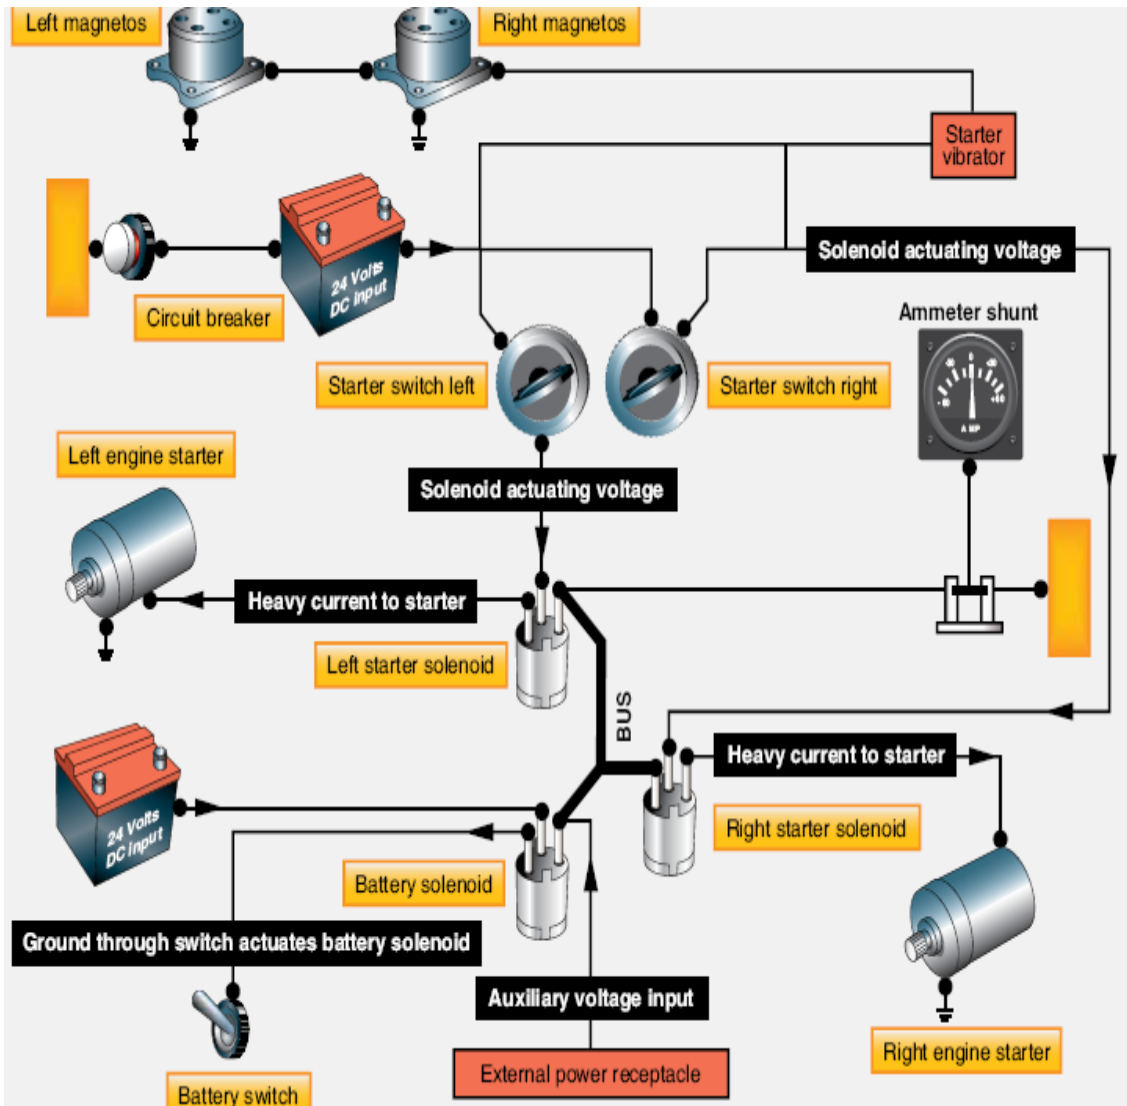 Left magnetos
Right magnetos
Starter
vibrator
24 Volts
DC input
Circuit breaker
Solenoid actuating voltage
Ammeter shunt
Starter switch left
Starter switch right
0
AMP
Left engine starter
Solenoid actuating voltage
Heavy current to starter
Left starter solenoid
BUS
Heavy current to starter
24 Volts
DC input
Right starter solenoid
Battery solenoid
Ground through switch actuates battery solenoid
Auxiliary voltage input
Right engine starter
External power receptacle
Battery switch